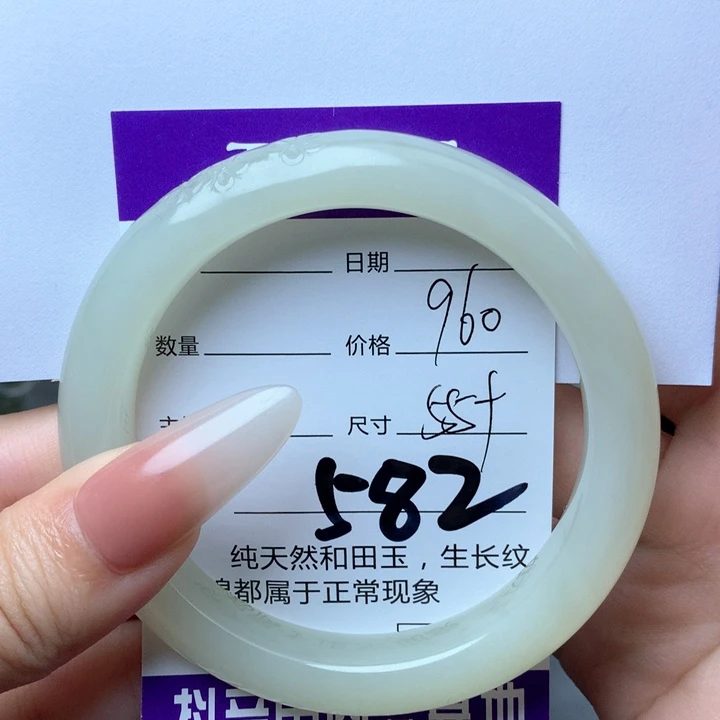 日期
960
数量 价格
尺寸 55+
582
纯天然和田玉，生长纹
都属于正常现象